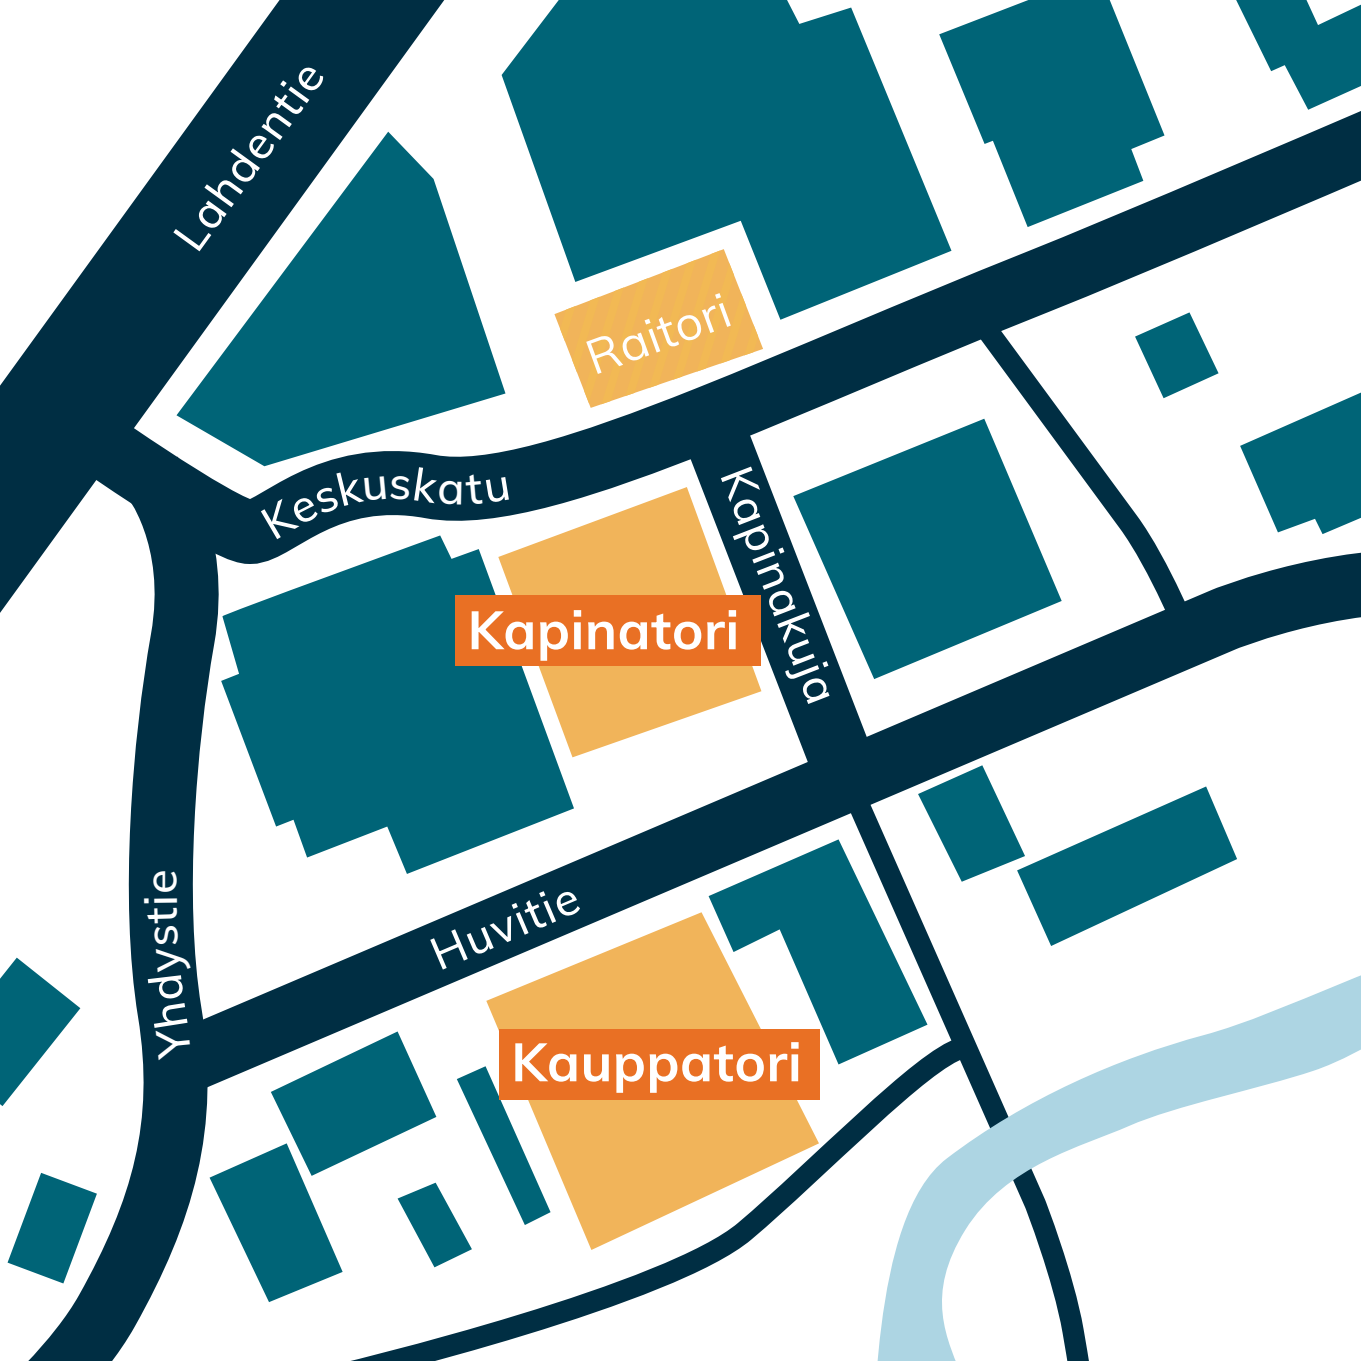 Lahdentie
Raitori
Keskuskatu
Kapinakuja
Kapinatori
Yhdystie
Huvitie
Kauppatori